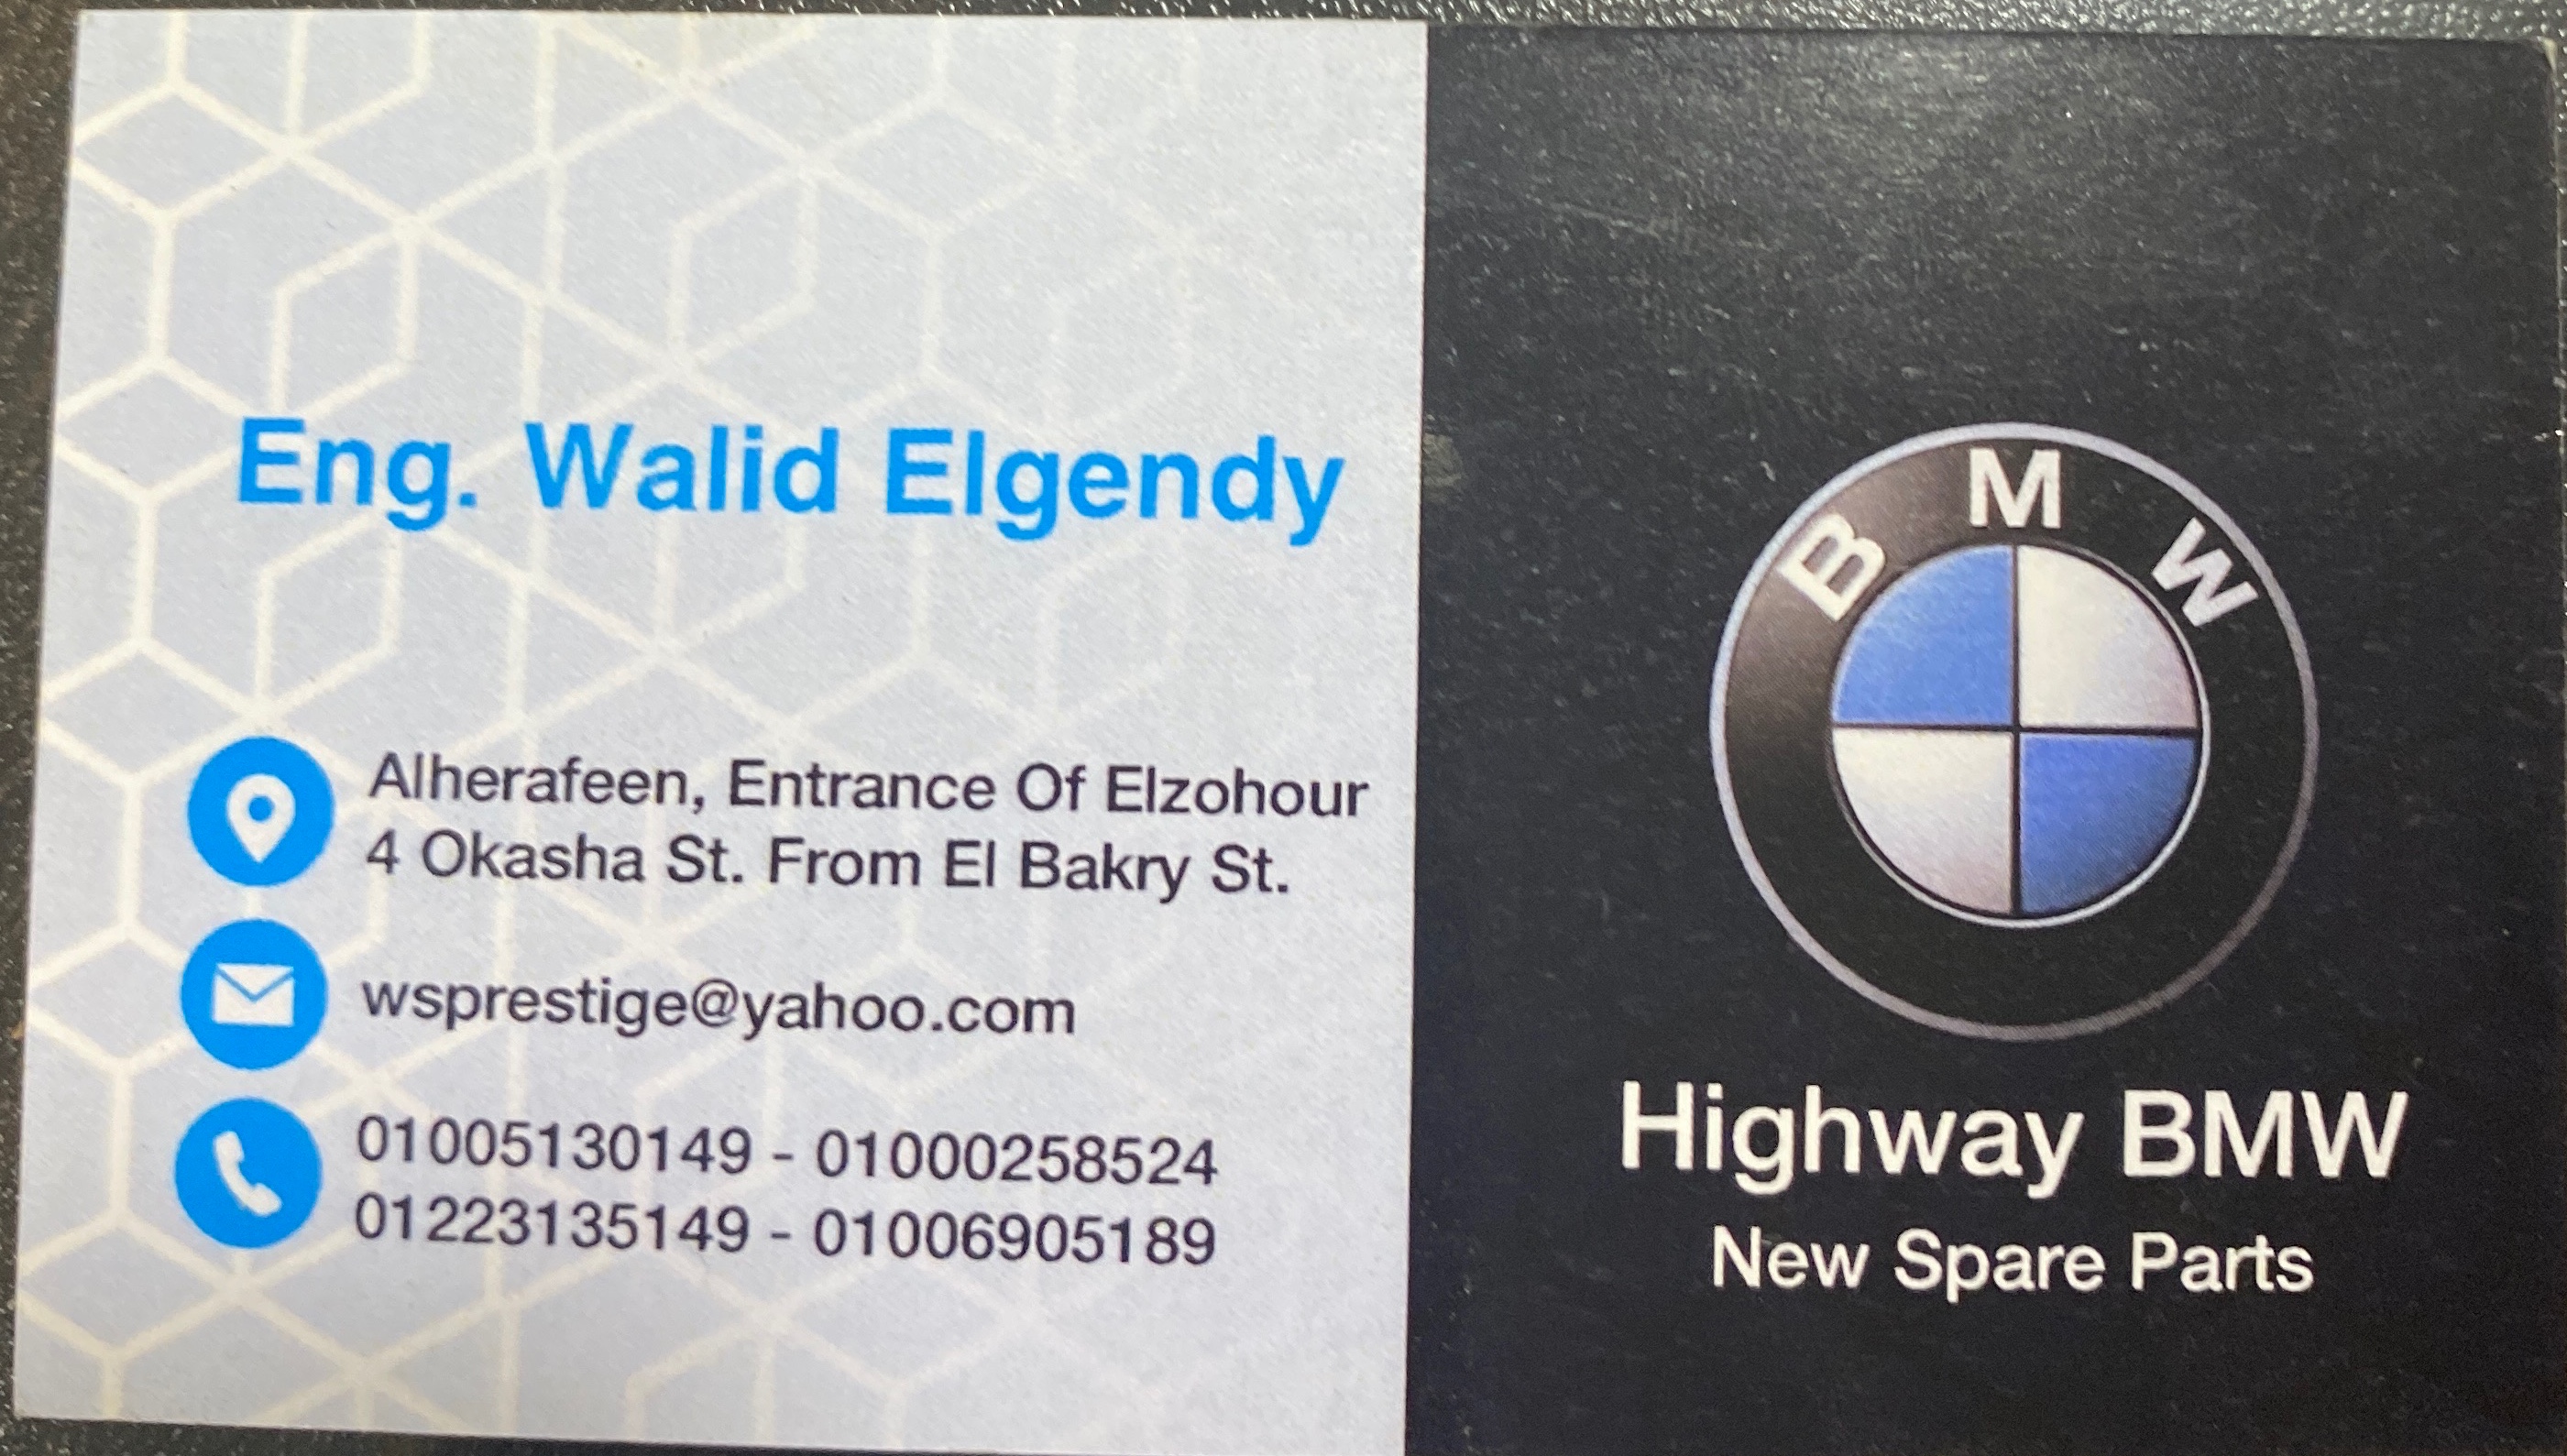 Eng. Walid Elgendy
Alherafeen, Entrance Of Elzohour
4 Okasha St. From El Bakry St.
wsprestige@yahoo.com
01005130149 - 01000258524
01223135149 - 01006905189
BMW
Highway BMW
New Spare Parts